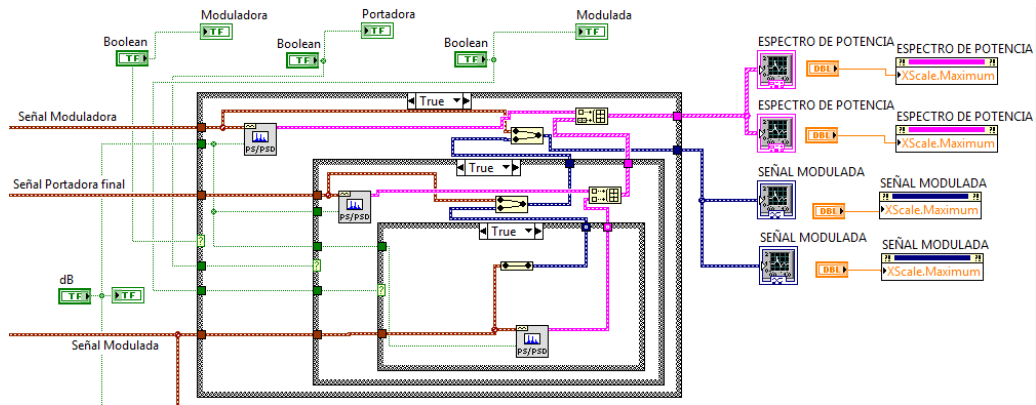 Moduladora
Portadora
Modulada
Boolean
Boolean
Boolean
TF
TF
TF
TF
TF
TF
ESPECTRO DE POTENCIA
ESPECTRO DE POTENCIA
DBL
XScale.Maximum
True
Señal Moduladora
PS/PSD
ESPECTRO DE POTENCIA
ESPECTRO DE POTENCIA
DBL
XScale.Maximum
True
Señal Portadora final
PS/PSD
SEÑAL MODULADA
SEÑAL MODULADA
DBL
XScale.Maximum
True
SEÑAL MODULADA
SEÑAL MODULADA
DBL
XScale.Maximum
dB
TF
TF
Señal Modulada
PS/PSD